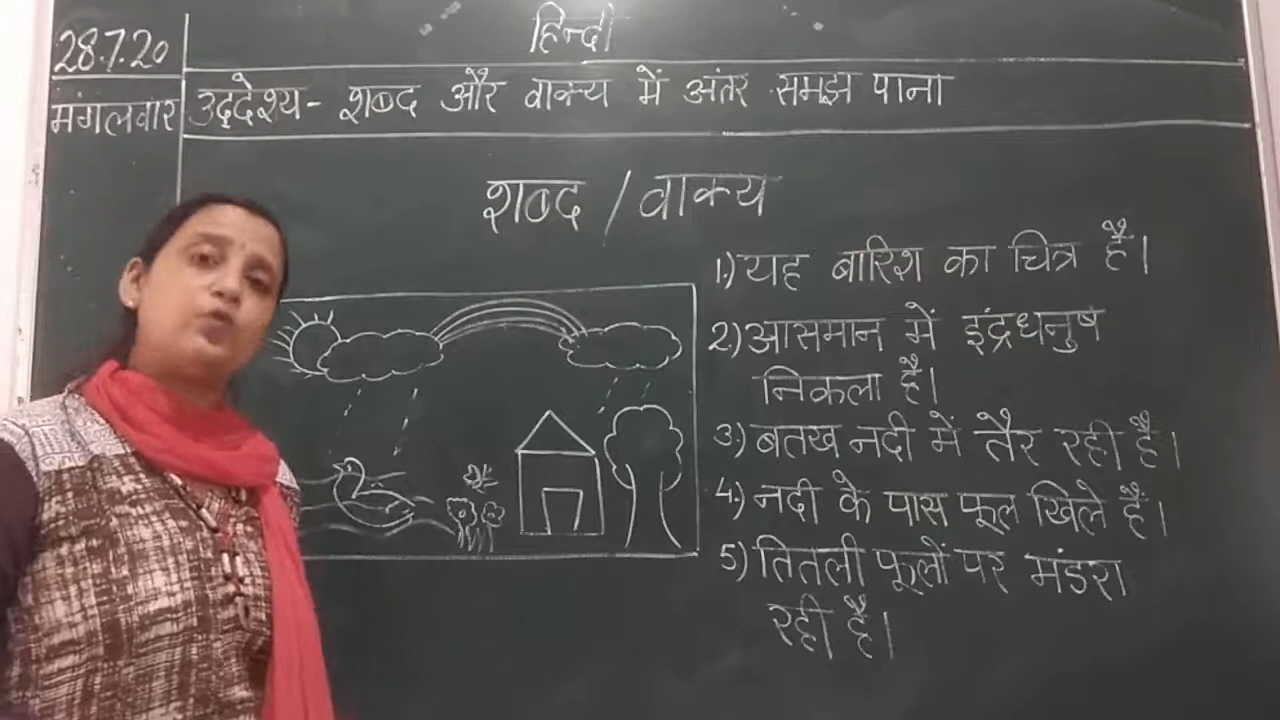 हिन्दी
28.7.20
मंगलवार
उद्देश्य- शब्द और वाक्य में अंतर समझ पाना
शब्द / वाक्य
1.) यह बारिश का चित्र है।
2.) आसमान में इंद्रधनुष
निकला है।
3.) बतख नदी में तैर रही है।
4.) नदी के पास फूल खिले हैं।
5) तितली फूलों पर मंडरा
रही है।